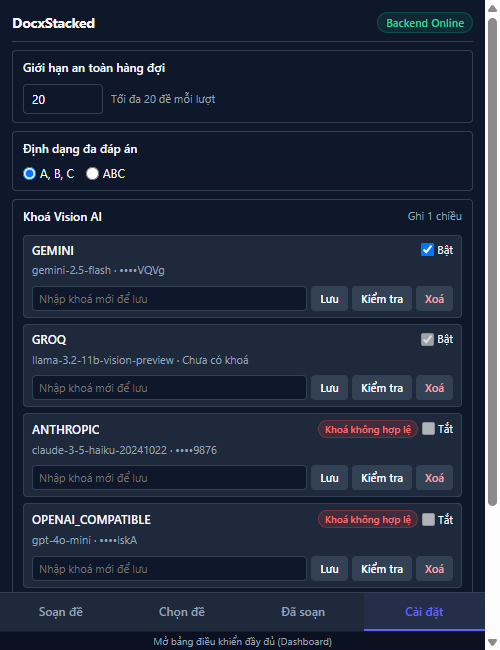 DocxStacked
Backend Online
Giới hạn an toàn hàng đợi
20 Tối đa 20 đề mỗi lượt
Định dạng đa đáp án
A, B, C ABC
Khoá Vision AI Ghi 1 chiều
GEMINI Bật
gemini-2.5-flash · ••••VQVg
Nhập khoá mới để lưu Lưu Kiểm tra Xoá
GROQ Bật
llama-3.2-11b-vision-preview · Chưa có khoá
Nhập khoá mới để lưu Lưu Kiểm tra Xoá
ANTHROPIC Khoá không hợp lệ Tắt
claude-3-5-haiku-20241022 · ••••9876
Nhập khoá mới để lưu Lưu Kiểm tra Xoá
OPENAI_COMPATIBLE Khoá không hợp lệ Tắt
gpt-4o-mini · ••••IskA
Nhập khoá mới để lưu Lưu Kiểm tra Xoá
Soạn đề Chọn đề Đã soạn Cài đặt
Mở bảng điều khiển đầy đủ (Dashboard)